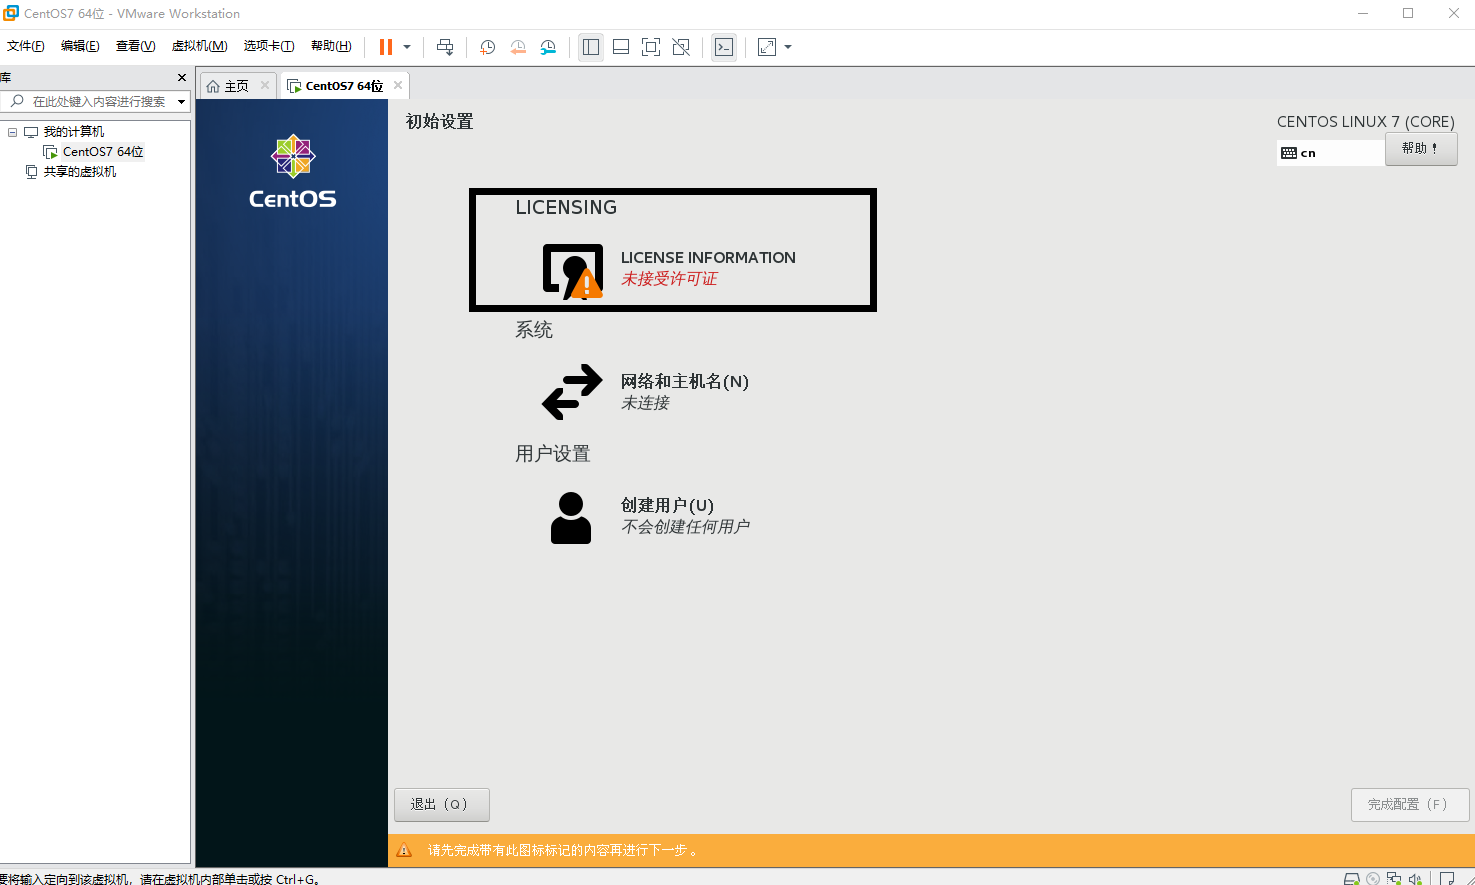 CentOS7 64位 - VMware Workstation
文件(F) 编辑(E) 查看(V) 虚拟机(M) 选项卡(T) 帮助(H)
库
主页
CentOS7 64位
在此处键入内容进行搜索
我的计算机
CentOS7 64位
共享的虚拟机
CentOS
初始设置
CENTOS LINUX 7 (CORE)
cn
帮助！
LICENSING
LICENSE INFORMATION
未接受许可证
系统
网络和主机名(N)
未连接
用户设置
创建用户(U)
不会创建任何用户
退出（Q）
完成配置（F）
请先完成带有此图标标记的内容再进行下一步。
要将输入定向到该虚拟机，请在虚拟机内部单击或按 Ctrl+G。